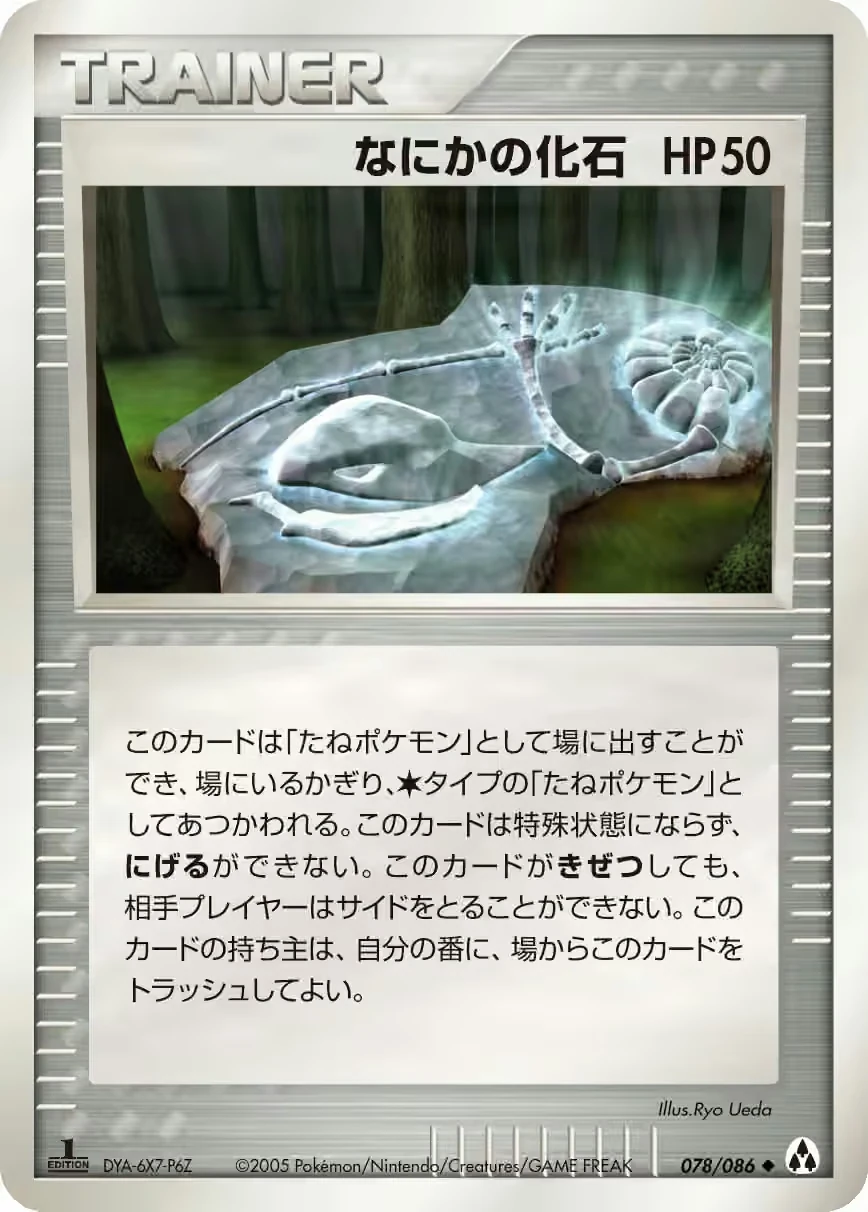 TRAINER
なにかの化石 HP50
このカードは「たねポケモン」として場に出すことが
でき、場にいるかぎり、タイプの「たねポケモン」と
してあつかわれる。このカードは特殊状態にならず、
にげるができない。このカードがきぜつしても、
相手プレイヤーはサイドをとることができない。この
カードの持ち主は、自分の番に、場からこのカードを
トラッシュしてよい。
Illus.Ryo Ueda
1 EDITION DYA-6X7-P6Z ©2005 Pokémon/Nintendo/Creatures/GAME FREAK 078/086